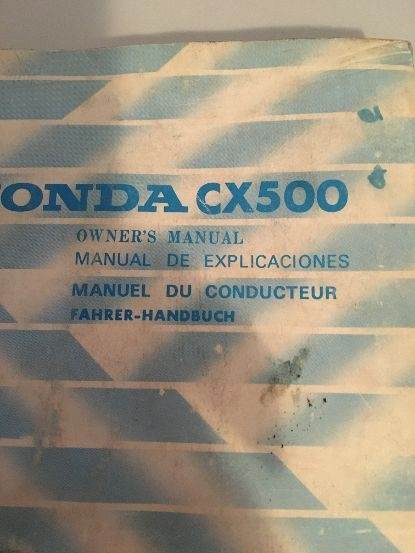 ONDA CX500
OWNER'S MANUAL
MANUAL DE EXPLICACIONES
MANUEL DU CONDUCTEUR
FAHRER-HANDBUCH